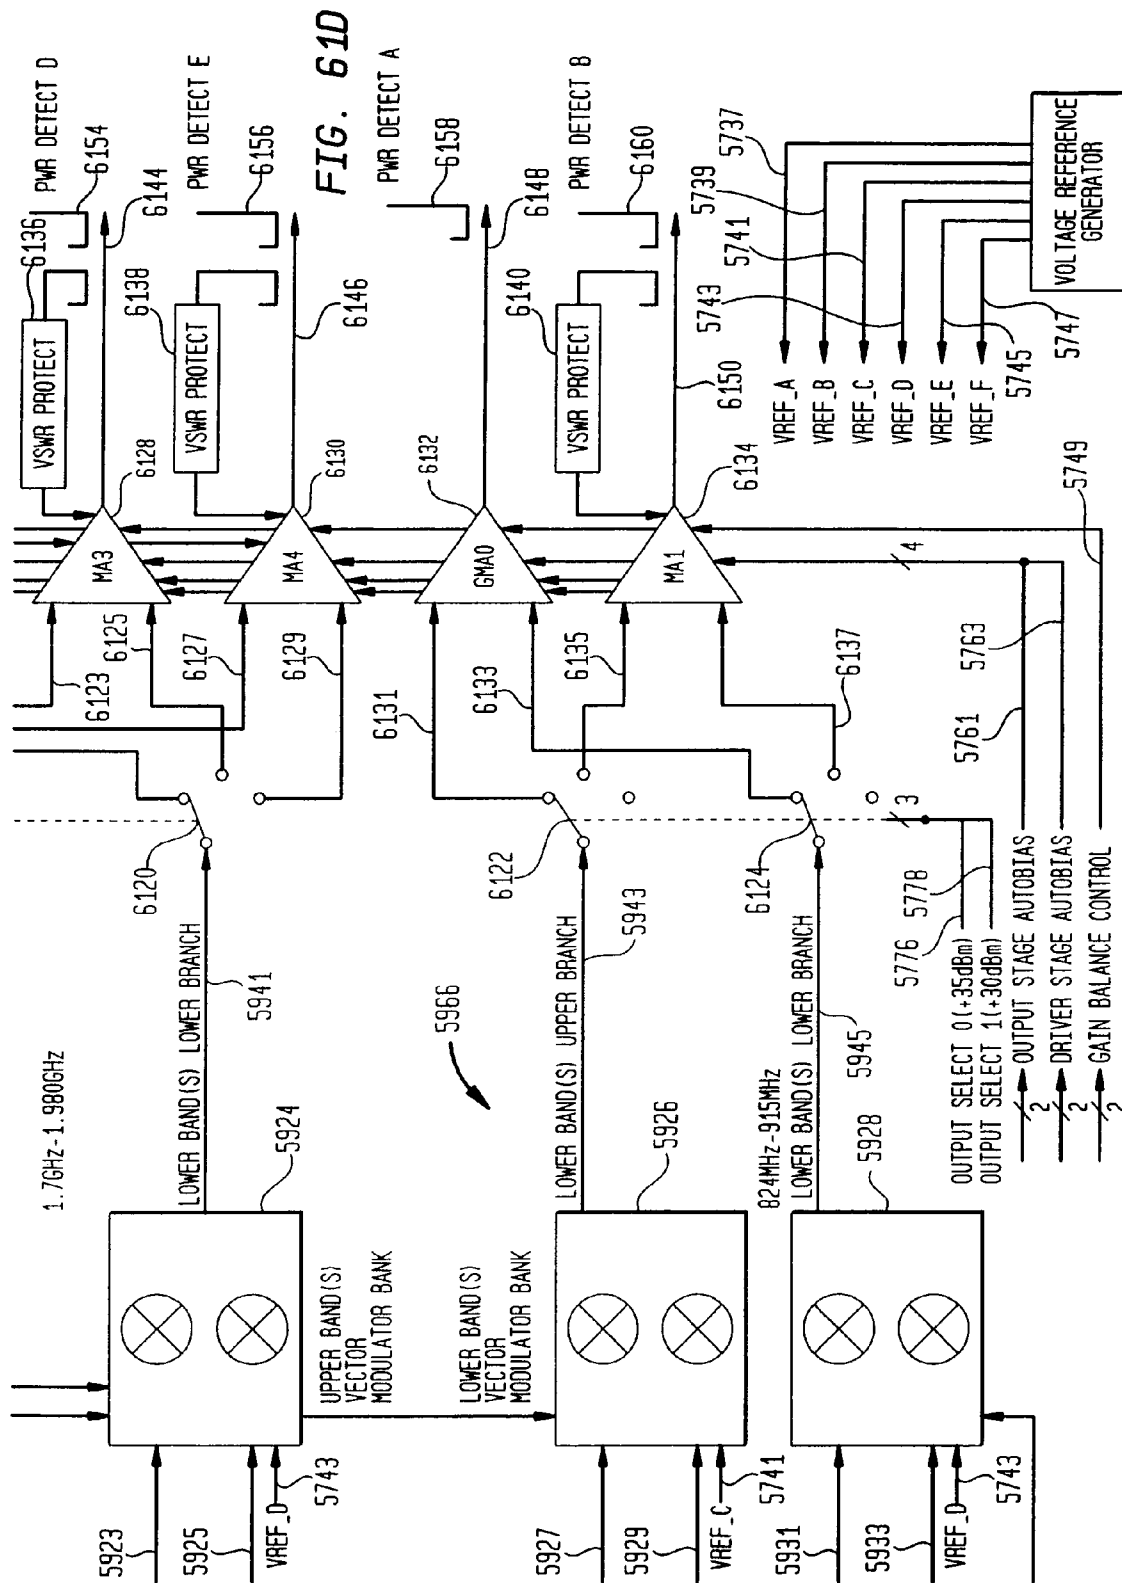 FIG. 61D
1.7GHz-1.980GHz
5923
5925
VREF_D
5743
5924
LOWER BAND(S) LOWER BRANCH
5941
6120
6123
6125
6127
6129
MA3
6128
VSWR PROTECT
6136
PWR DETECT D
6154
6144
MA4
6130
VSWR PROTECT
6138
PWR DETECT E
6156
6146
UPPER BAND(S)
VECTOR
MODULATOR BANK
LOWER BAND(S)
VECTOR
MODULATOR BANK
5966
5927
5929
VREF_C
5741
5926
LOWER BAND(S) UPPER BRANCH
5943
6122
6131
6133
6135
GMA0
6132
PWR DETECT A
6158
6148
824MHz-915MHz
5931
5933
VREF_D
5743
5928
LOWER BAND(S) LOWER BRANCH
5945
6124
6137
MA1
6134
VSWR PROTECT
6140
PWR DETECT B
6160
6150
3
4
OUTPUT SELECT 0(+35dBm)
OUTPUT SELECT 1(+30dBm)
5776
5778
2
OUTPUT STAGE AUTOBIAS
5761
2
DRIVER STAGE AUTOBIAS
5763
2
GAIN BALANCE CONTROL
5749
VREF_A
VREF_B
VREF_C
VREF_D
VREF_E
VREF_F
5737
5739
5741
5743
5745
5747
VOLTAGE REFERENCE
GENERATOR